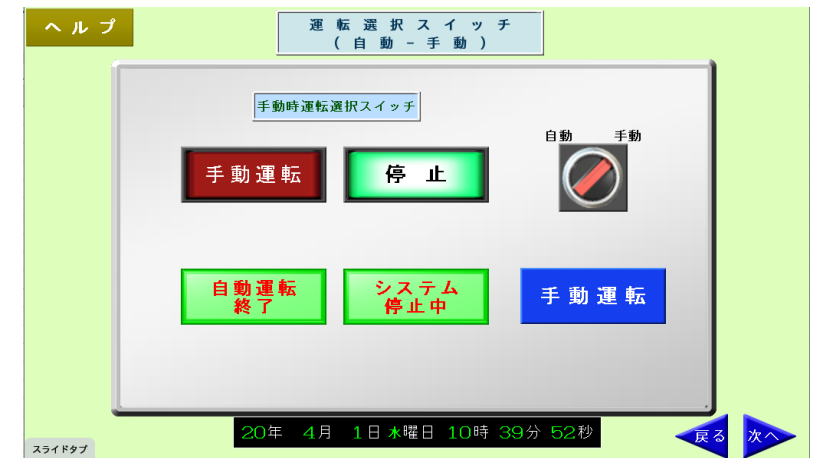 ヘルプ
運転選択スイッチ
(自動-手動)
手動時運転選択スイッチ
自動 手動
手動運転
停 止
自動運転
終了
システム
停止中
手動運転
20年 4月 1日 水曜日 10時 39分 52秒
戻る
次へ
スライドタブ